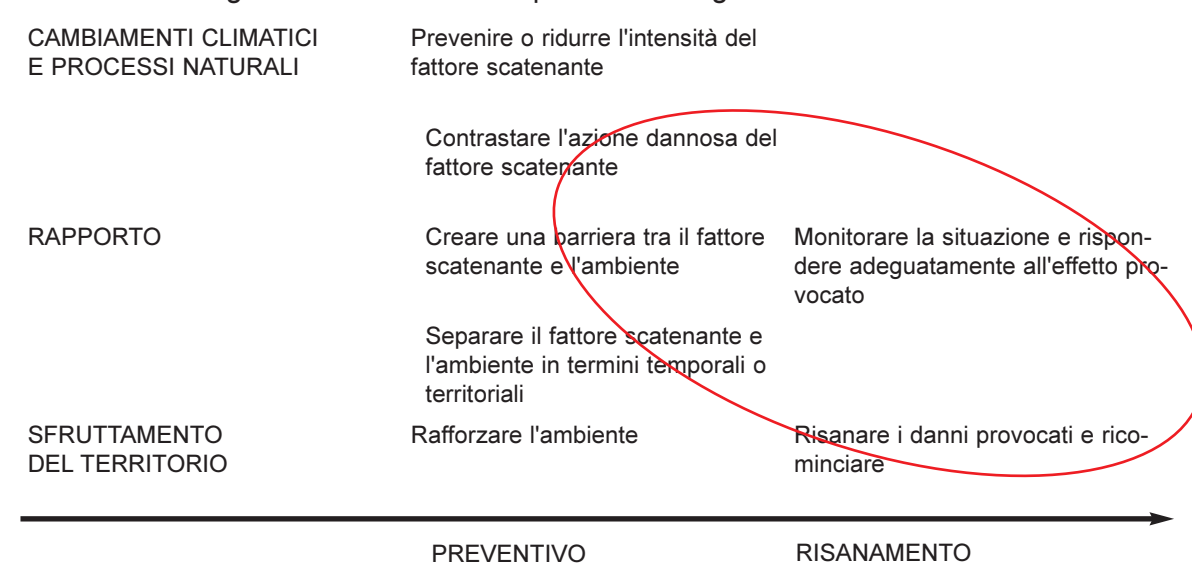 CAMBIAMENTI CLIMATICI
E PROCESSI NATURALI
Prevenire o ridurre l'intensità del
fattore scatenante
Contrastare l'azione dannosa del
fattore scatenante
RAPPORTO
Creare una barriera tra il fattore
scatenante e l'ambiente
Monitorare la situazione e rispon-
dere adeguatamente all'effetto pro-
vocato
Separare il fattore scatenante e
l'ambiente in termini temporali o
territoriali
SFRUTTAMENTO
DEL TERRITORIO
Rafforzare l'ambiente
Risanare i danni provocati e rico-
minciare
PREVENTIVO
RISANAMENTO